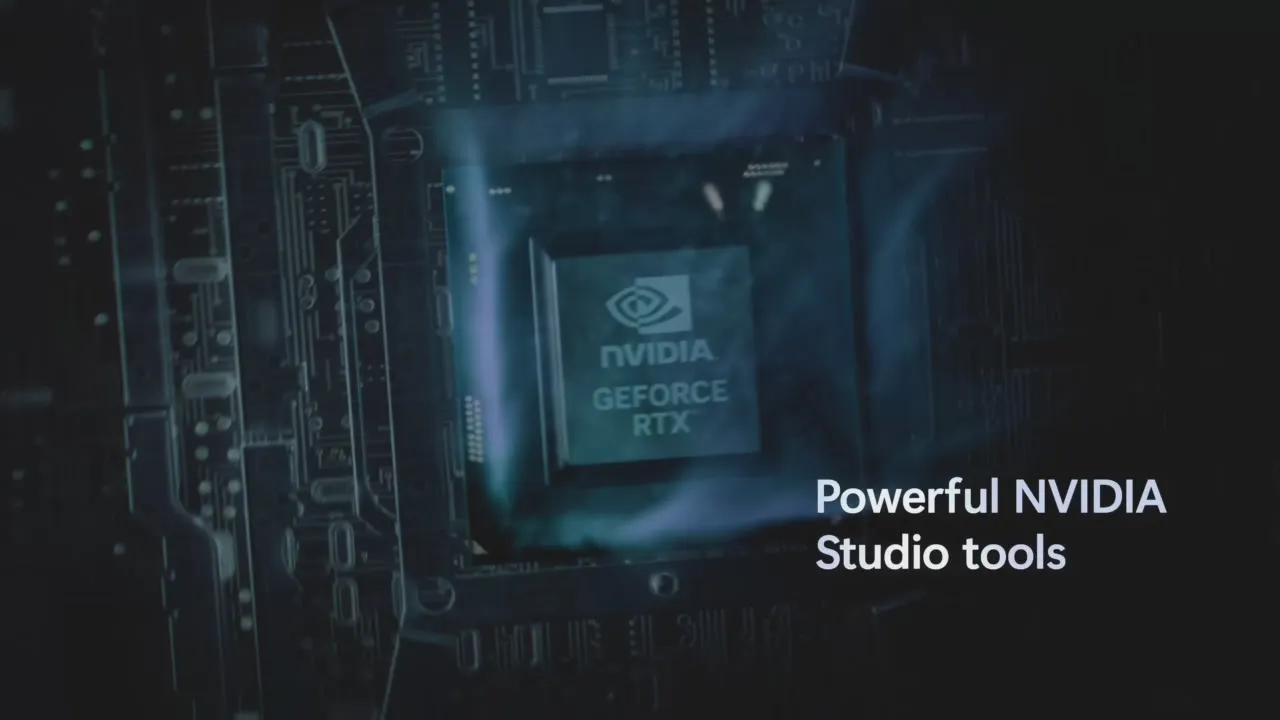 NVIDIA
GEFORCE
RTX
Powerful NVIDIA
Studio tools